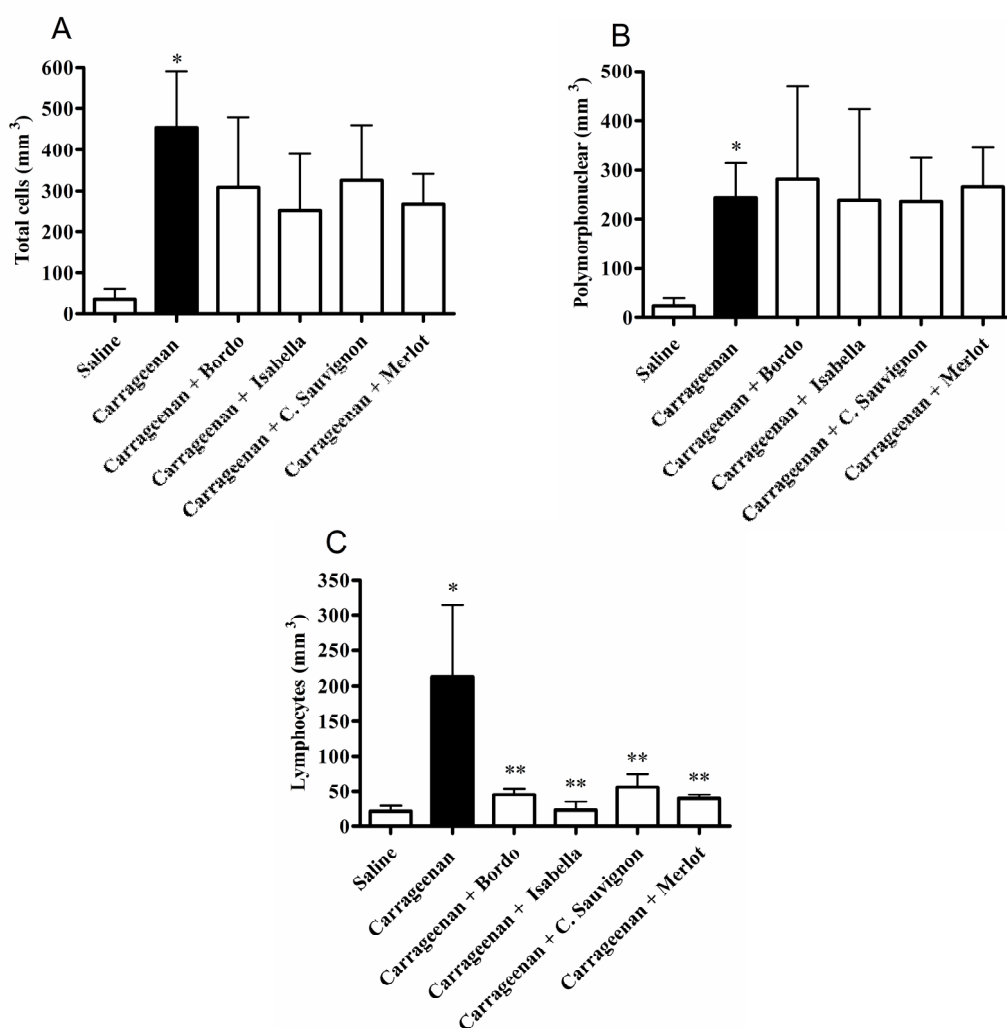 A
*
600
500
400
300
200
100
0
Total cells (mm 3)
Saline
Carrageenan
Carrageenan + Bordo
Carrageenan + Isabella
Carrageenan + C. Sauvignon
Carrageenan + Merlot
B
*
500
400
300
200
100
0
Polymorphonuclear (mm 3)
Saline
Carrageenan
Carrageenan + Bordo
Carrageenan + Isabella
Carrageenan + C. Sauvignon
Carrageenan + Merlot
C
*
** ** ** **
350
300
250
200
150
100
50
0
Lymphocytes (mm 3)
Saline
Carrageenan
Carrageenan + Bordo
Carrageenan + Isabella
Carrageenan + C. Sauvignon
Carrageenan + Merlot